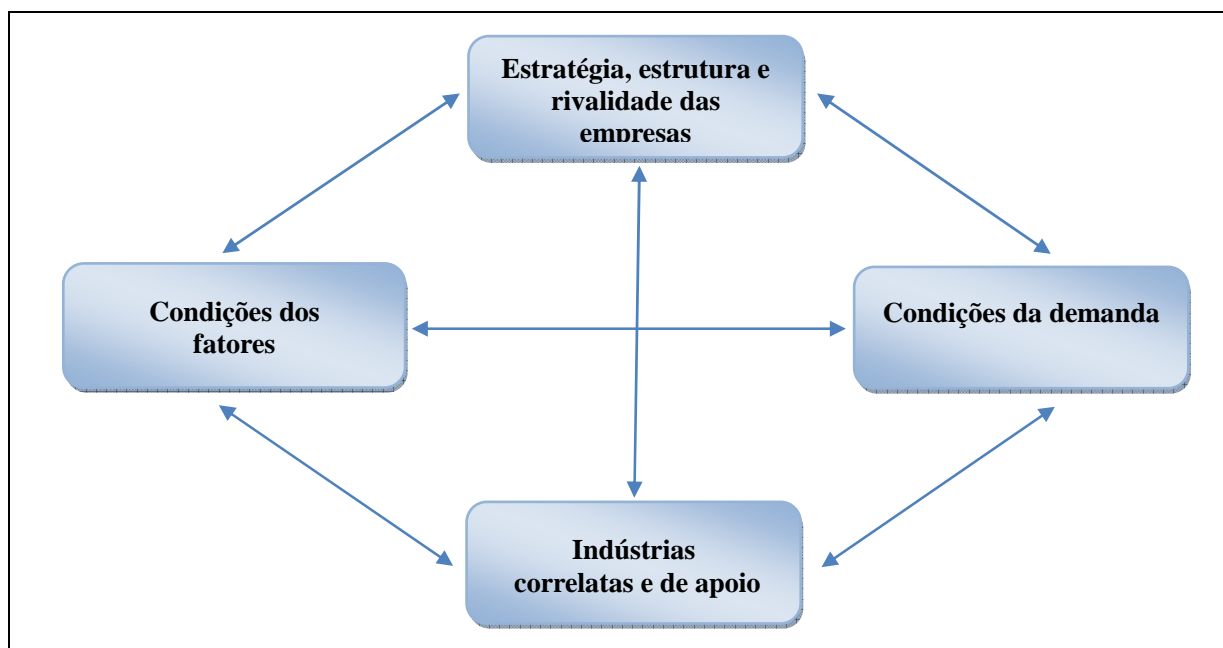 Estratégia, estrutura e
rivalidade das
empresas
Condições dos
fatores
Condições da demanda
Indústrias
correlatas e de apoio